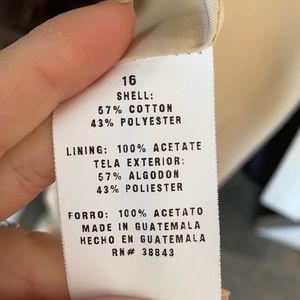 16
SHELL:
57% COTTON
43% POLYESTER
LINING: 100% ACETATE
TELA EXTERIOR:
57% ALGODON
43% POLIESTER
FORRO: 100% ACETATO
MADE IN GUATEMALA
HECHO EN GUATEMALA
RN# 38843